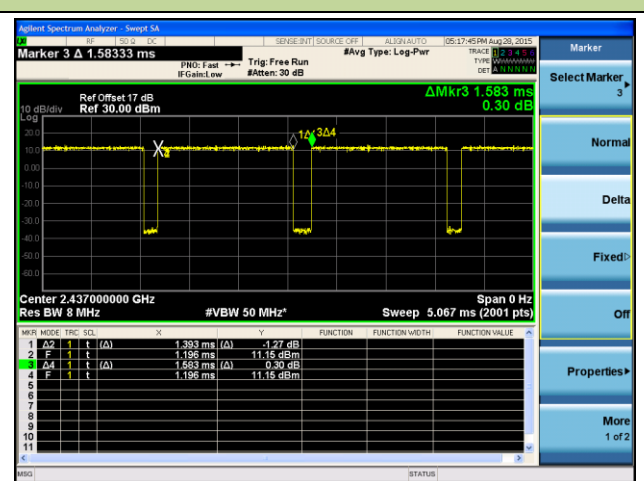 Agilent Spectrum Analyzer - Swept SA
RF 50 Ω DC SENSE:INT SOURCE OFF ALIGN AUTO 05:17:45 PM Aug 28, 2015
Marker 3 Δ 1.58333 ms
PNO: Fast Trig: Free Run #Avg Type: Log-Pwr TRACE 1 2 3 4 5 6
IFGain:Low #Atten: 30 dB TYPE
DET A N N N N N
Ref Offset 17 dB ΔMkr3 1.583 ms
10 dB/div Ref 30.00 dBm 0.30 dB
Log
20.0
10.0
0.00
-10.0
-20.0
-30.0
-40.0
-50.0
-60.0
1Δ 3Δ4
X
Center 2.437000000 GHz Span 0 Hz
Res BW 8 MHz #VBW 50 MHz* Sweep 5.067 ms (2001 pts)
MKR MODE TRC SCL X Y FUNCTION FUNCTION WIDTH FUNCTION VALUE
1 Δ2 1 t (Δ) 1.393 ms (Δ) -1.27 dB
2 F 1 t 1.196 ms 11.15 dBm
3 Δ4 1 t (Δ) 1.583 ms (Δ) 0.30 dB
4 F 1 t 1.196 ms 11.15 dBm
5
6
7
8
9
10
11
MSG STATUS
Marker
Select Marker
3
Normal
Delta
Fixed
Off
Properties
More
1 of 2